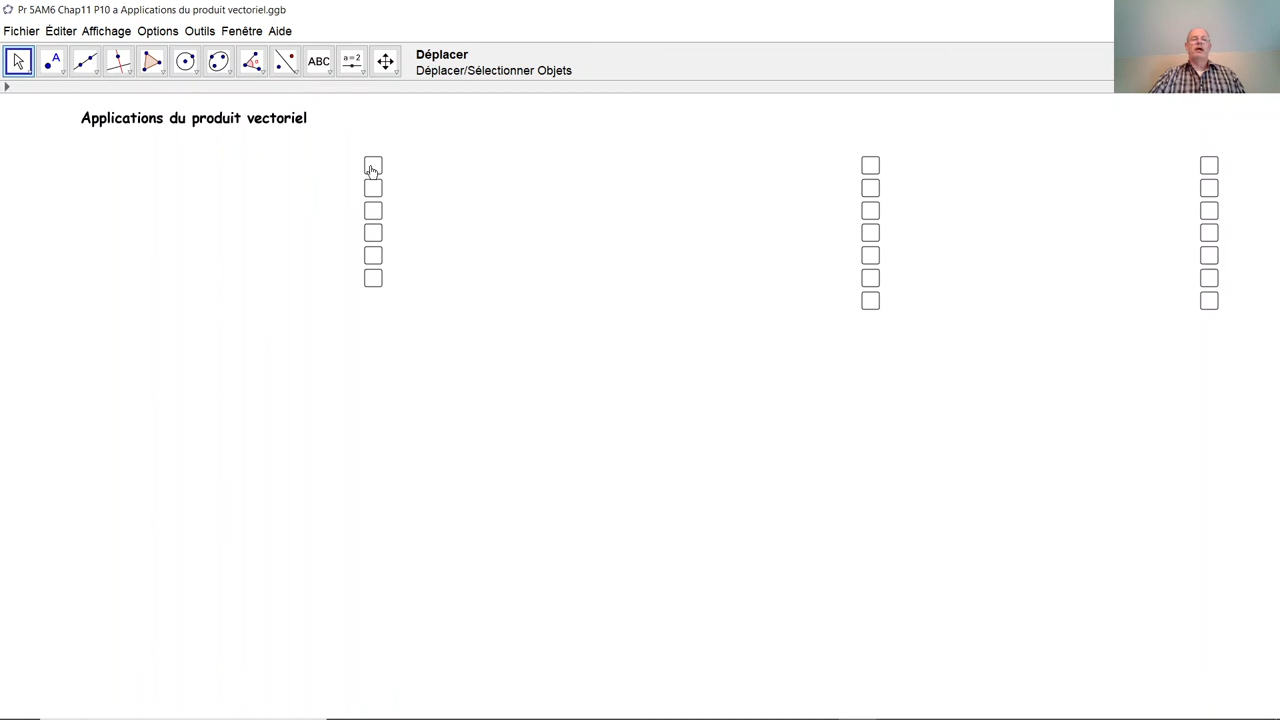 Pr 5AM6 Chap11 P10 a Applications du produit vectoriel.ggb
Fichier Éditer Affichage Options Outils Fenêtre Aide
A
ABC
a=2
Déplacer
Déplacer/Sélectionner Objets
Applications du produit vectoriel